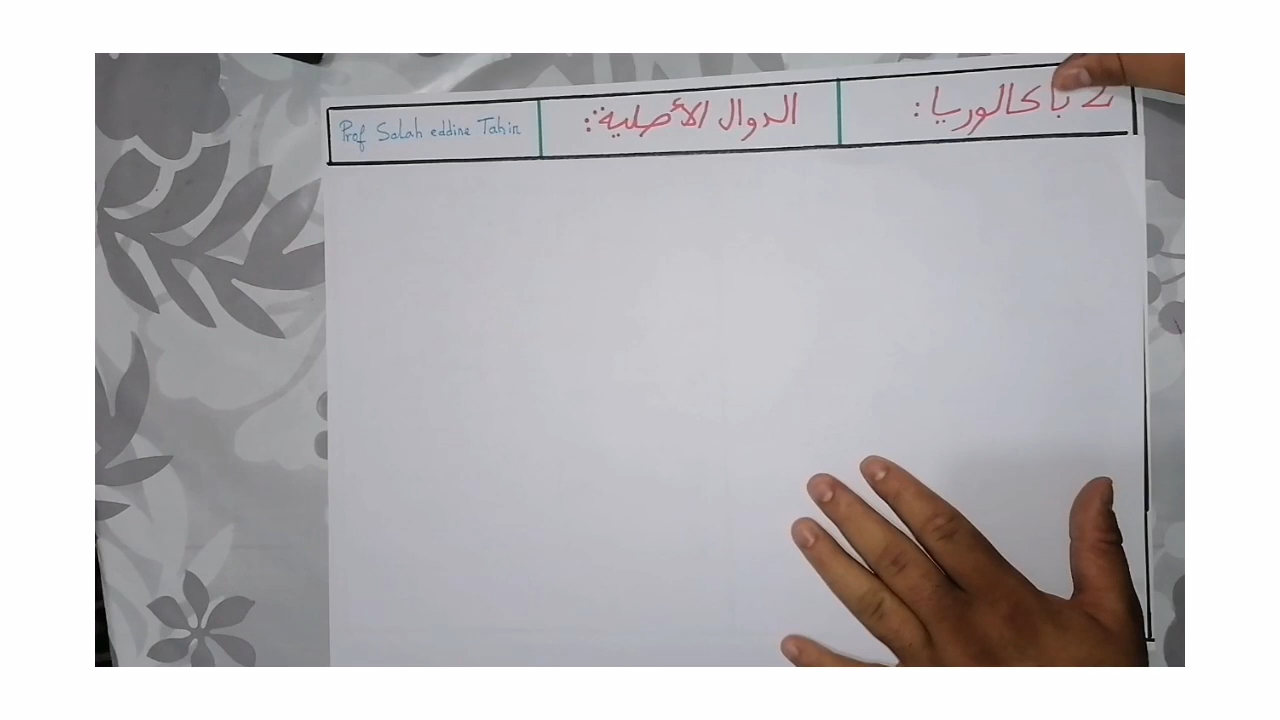 2 باكالوريا :
الدوال الأصلية :
Prof Salah eddine Tahir